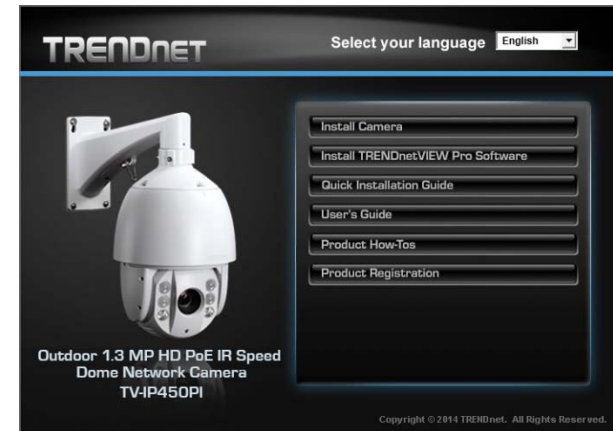 TRENDNET
Select your language English
Install Camera
Install TRENDnetVIEW Pro Software
Quick Installation Guide
User's Guide
Product How-Tos
Product Registration
Outdoor 1.3 MP HD PoE IR Speed
Dome Network Camera
TV-IP450PI
Copyright © 2014 TRENDnet. All Rights Reserved.